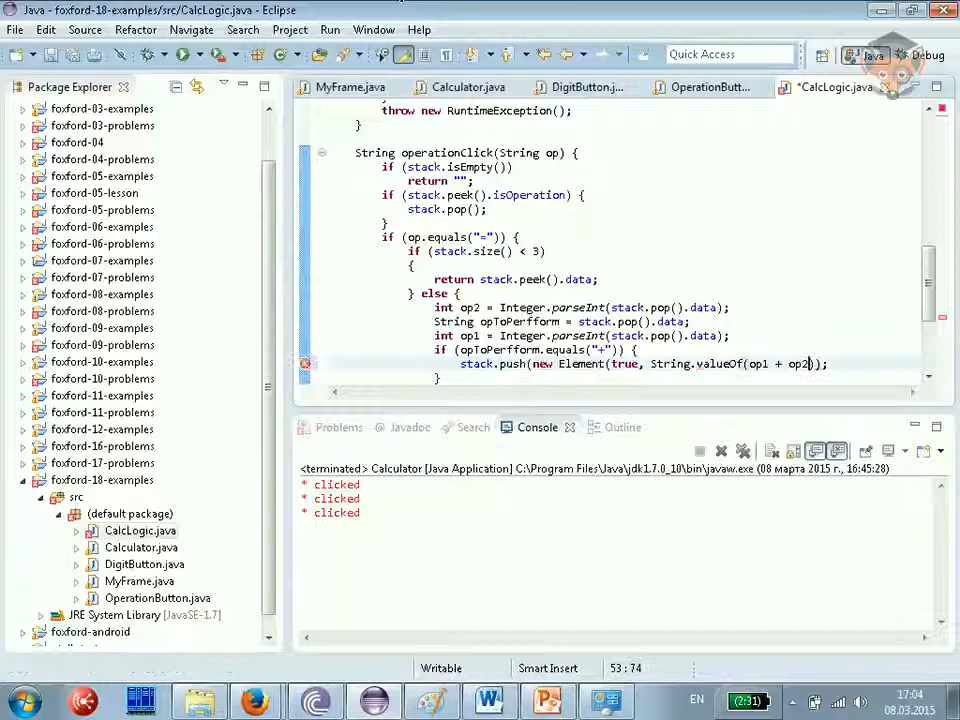 Java - foxford-18-examples/src/CalcLogic.java - Eclipse
File Edit Source Refactor Navigate Search Project Run Window Help
Quick Access Java Debug
Package Explorer
foxford-03-examples
foxford-03-problems
foxford-04
foxford-04-problems
foxford-05-examples
foxford-05-lesson
foxford-05-problems
foxford-06-examples
foxford-06-problems
foxford-07-examples
foxford-07-problems
foxford-08-examples
foxford-08-problems
foxford-09-examples
foxford-09-problems
foxford-10-examples
foxford-10-problems
foxford-11-examples
foxford-11-problems
foxford-12-examples
foxford-16-problems
foxford-17-problems
foxford-18-examples
src
(default package)
CalcLogic.java
Calculator.java
DigitButton.java
MyFrame.java
OperationButton.java
JRE System Library [JavaSE-1.7]
foxford-android
MyFrame.java Calculator.java DigitButton.j... OperationButt... *CalcLogic.java
throw new RuntimeException();
}
String operationClick(String op) {
if (stack.isEmpty())
return "";
if (stack.peek().isOperation) {
stack.pop();
}
if (op.equals("=")) {
if (stack.size() < 3)
{
return stack.peek().data;
} else {
int op2 = Integer.parseInt(stack.pop().data);
String opToPerfform = stack.pop().data;
int op1 = Integer.parseInt(stack.pop().data);
if (opToPerfform.equals("+")) {
stack.push(new Element(true, String.valueOf(op1 + op2));
}
Problems Javadoc Search Console Outline
<terminated> Calculator [Java Application] C:\Program Files\Java\jdk1.7.0_10\bin\javaw.exe (08 марта 2015 г., 16:45:28)
* clicked
* clicked
* clicked
Writable Smart Insert 53 : 74
EN (2:31) 17:04
08.03.2015